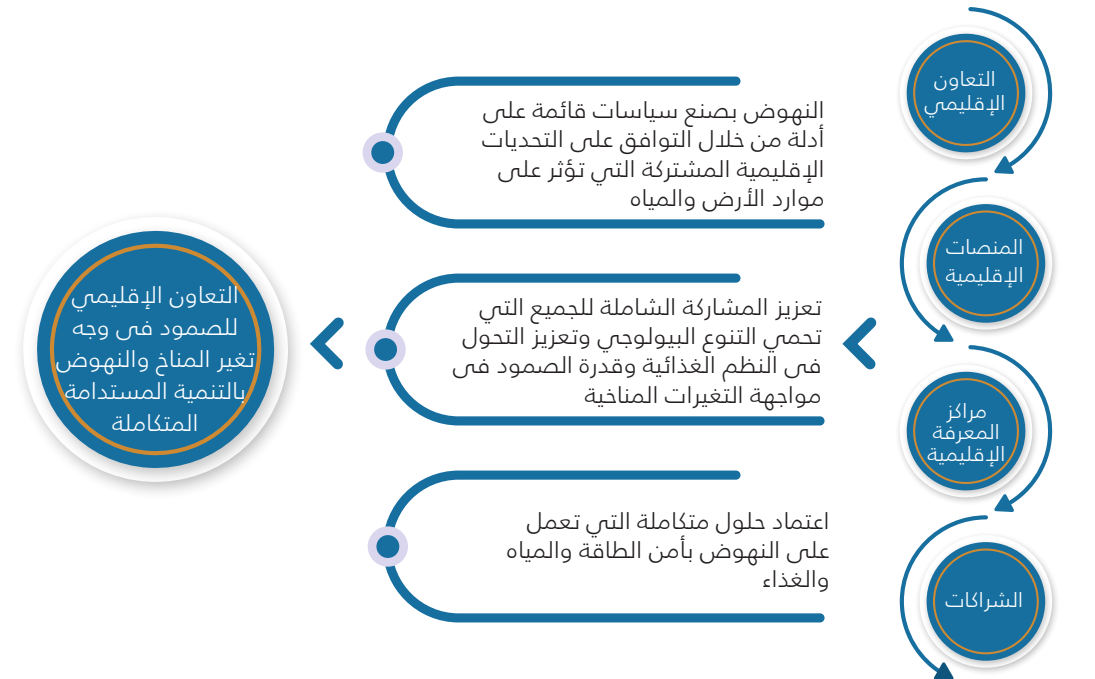 التعاون
الإقليمي
المنصات
الإقليمية
مراكز
المعرفة
الإقليمية
الشراكات
النهوض بصنع سياسات قائمة على
أدلة من خلال التوافق على التحديات
الإقليمية المشتركة التي تؤثر على
موارد الأرض والمياه
تعزيز المشاركة الشاملة للجميع التي
تحمي التنوع البيولوجي وتعزيز التحول
في النظم الغذائية وقدرة الصمود في
مواجهة التغيرات المناخية
اعتماد حلول متكاملة التي تعمل
على النهوض بأمن الطاقة والمياه
والغذاء
التعاون الإقليمي
للصمود في وجه
تغير المناخ والنهوض
بالتنمية المستدامة
المتكاملة